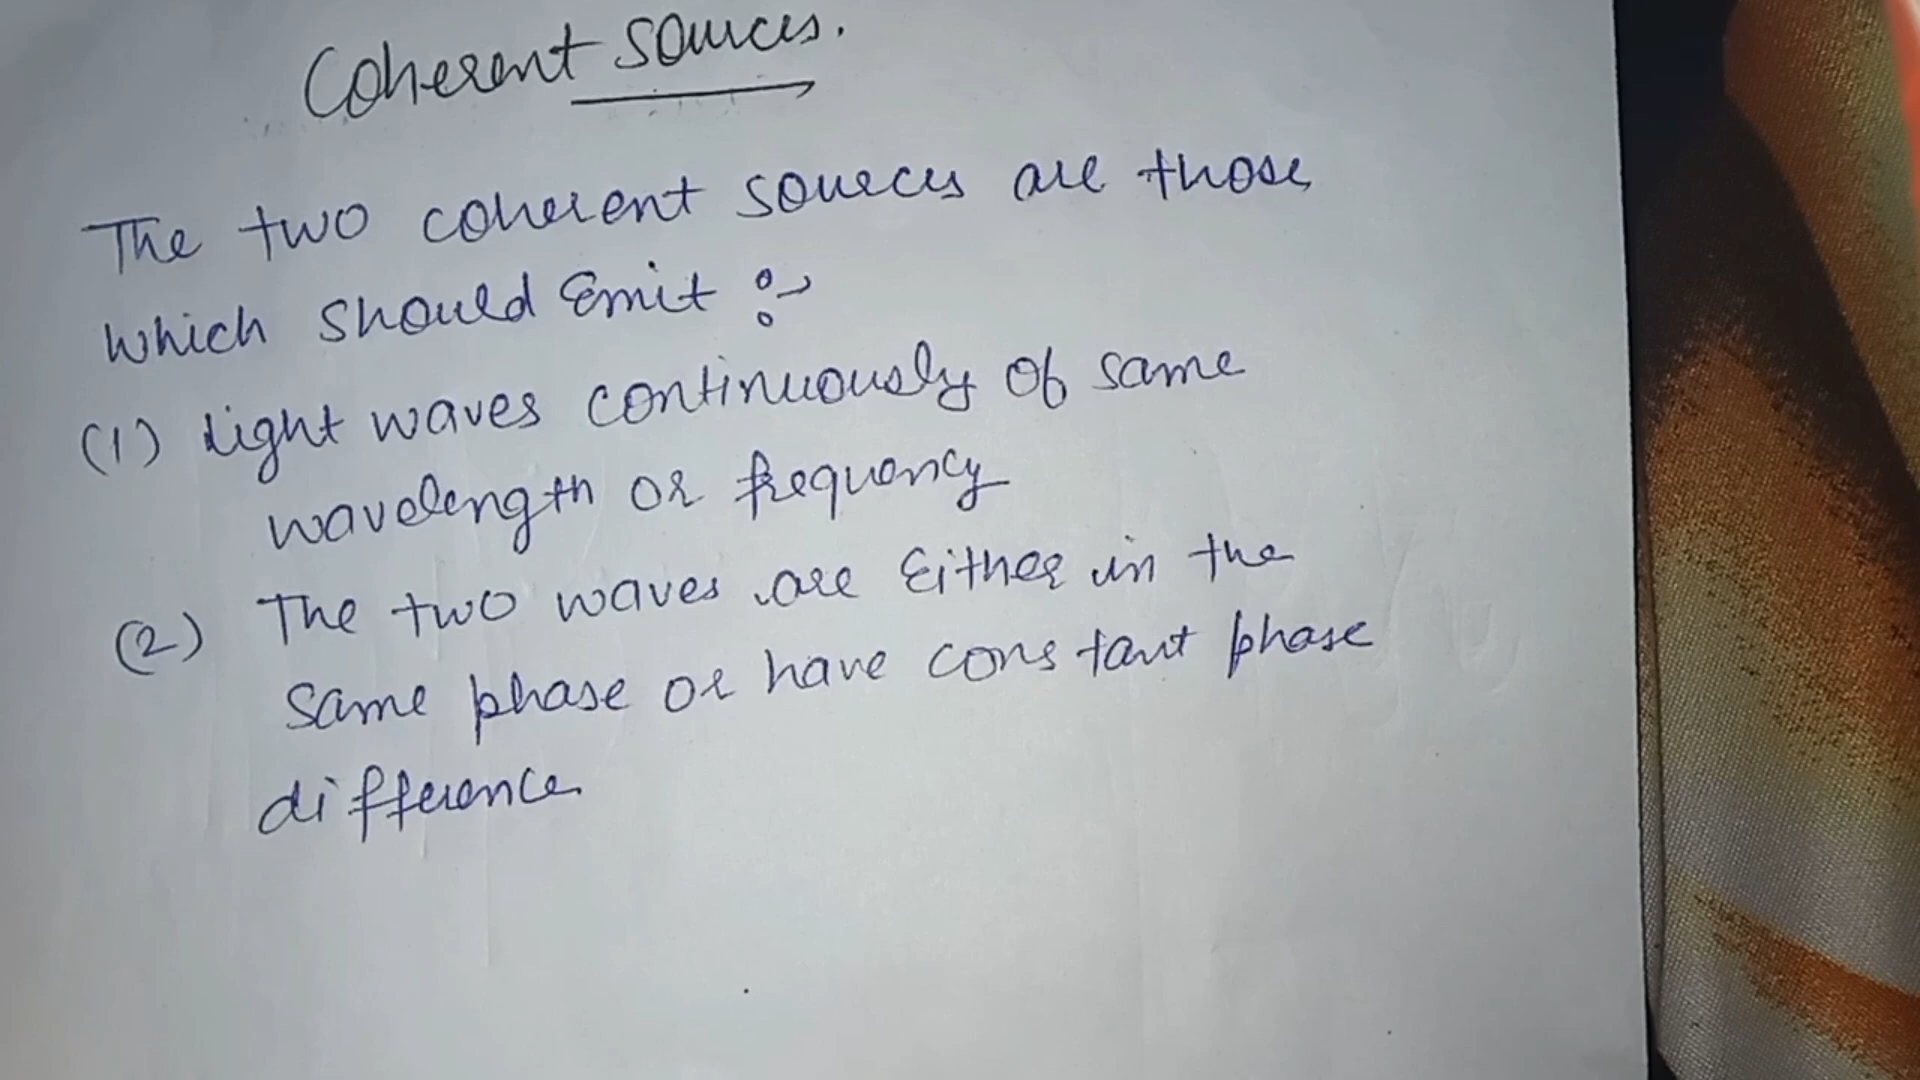 Coherent sources.
The two coherent sources are those
which should Emit :-
(1) Light waves continuously of same
wavelength or frequency
(2) The two waves are Either in the
same phase or have constant phase
difference